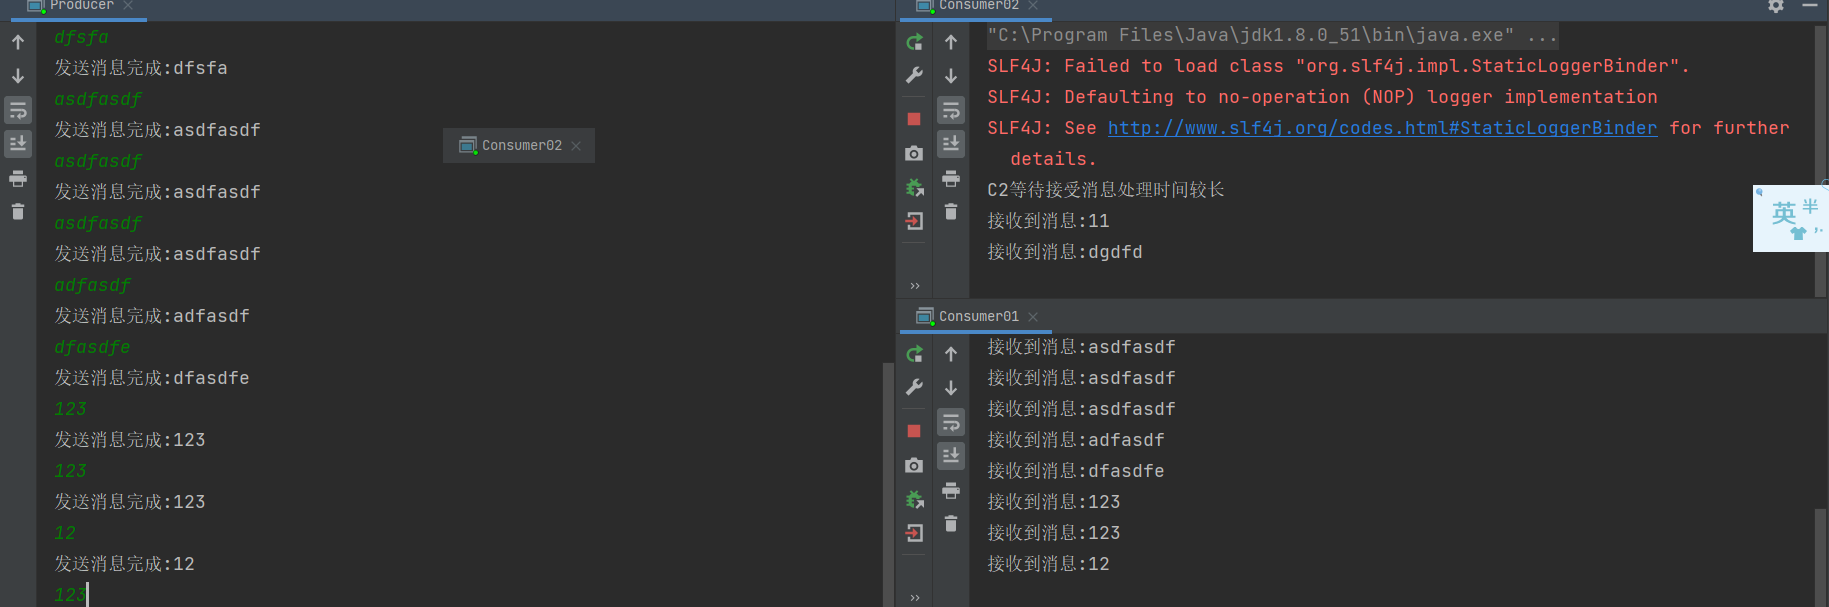 Producer
dfsfa
发送消息完成:dfsfa
asdfasdf
发送消息完成:asdfasdf
asdfasdf
发送消息完成:asdfasdf
asdfasdf
发送消息完成:asdfasdf
adfasdf
发送消息完成:adfasdf
dfasdfe
发送消息完成:dfasdfe
123
发送消息完成:123
123
发送消息完成:123
12
发送消息完成:12
123
Consumer02
Consumer02
"C:\Program Files\Java\jdk1.8.0_51\bin\java.exe" ...
SLF4J: Failed to load class "org.slf4j.impl.StaticLoggerBinder".
SLF4J: Defaulting to no-operation (NOP) logger implementation
SLF4J: See http://www.slf4j.org/codes.html#StaticLoggerBinder for further
details.
C2等待接受消息处理时间较长
接收到消息:11
接收到消息:dgdfd
英 半
Consumer01
接收到消息:asdfasdf
接收到消息:asdfasdf
接收到消息:asdfasdf
接收到消息:adfasdf
接收到消息:dfasdfe
接收到消息:123
接收到消息:123
接收到消息:12